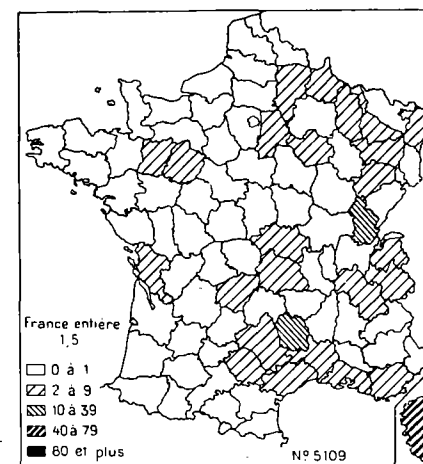 France entière
1,5
0 à 1
2 à 9
10 à 39
40 à 79
80 et plus
Nº 5109